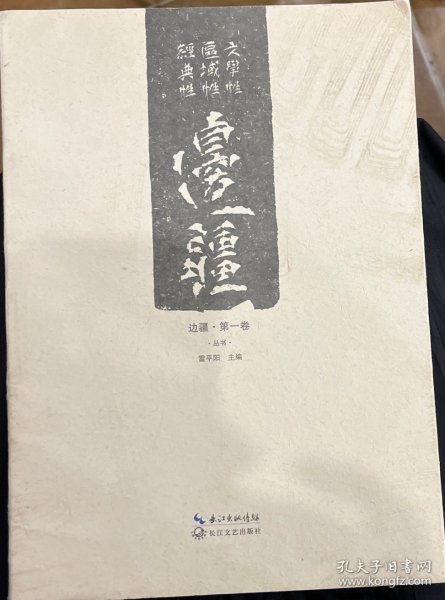 文學性
區域性
經典性
邊疆
边疆·第一卷
·丛书·
雷平阳 主编
长江出版传媒
长江文艺出版社
孔夫子旧书网
www.kongfz.com